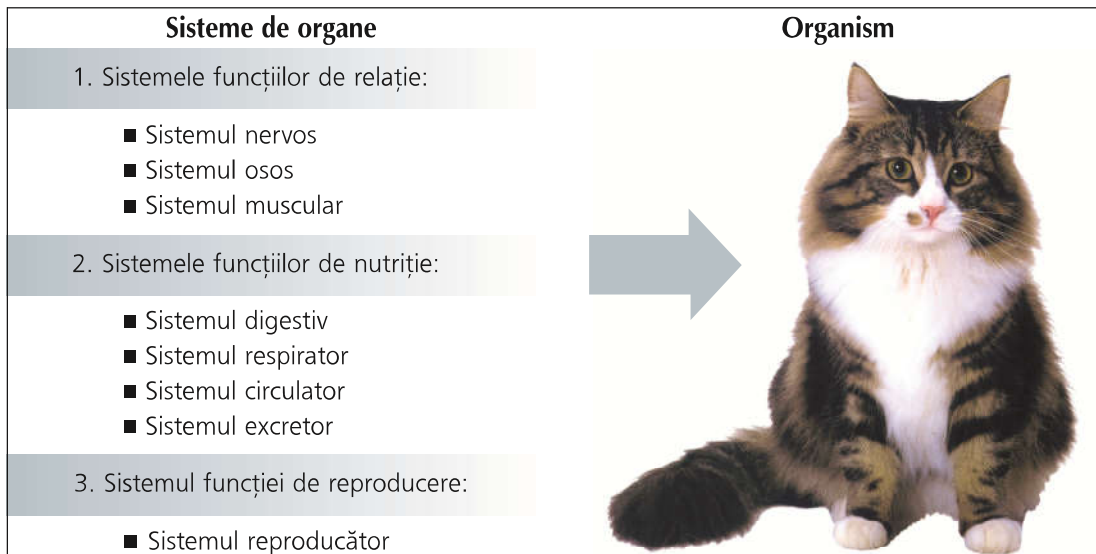 Sisteme de organe
Organism
1. Sistemele funcțiilor de relație:
■ Sistemul nervos
■ Sistemul osos
■ Sistemul muscular
2. Sistemele funcțiilor de nutriție:
■ Sistemul digestiv
■ Sistemul respirator
■ Sistemul circulator
■ Sistemul excretor
3. Sistemul funcției de reproducere:
■ Sistemul reproducător